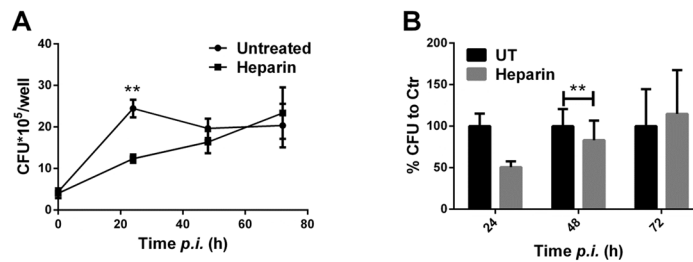 A
Untreated
Heparin
**
CFU*10⁵/well
40
30
20
10
0
0
20
40
60
80
Time p.i. (h)
B
UT
Heparin
**
% CFU to Ctr
200
150
100
50
0
24
48
72
Time p.i. (h)